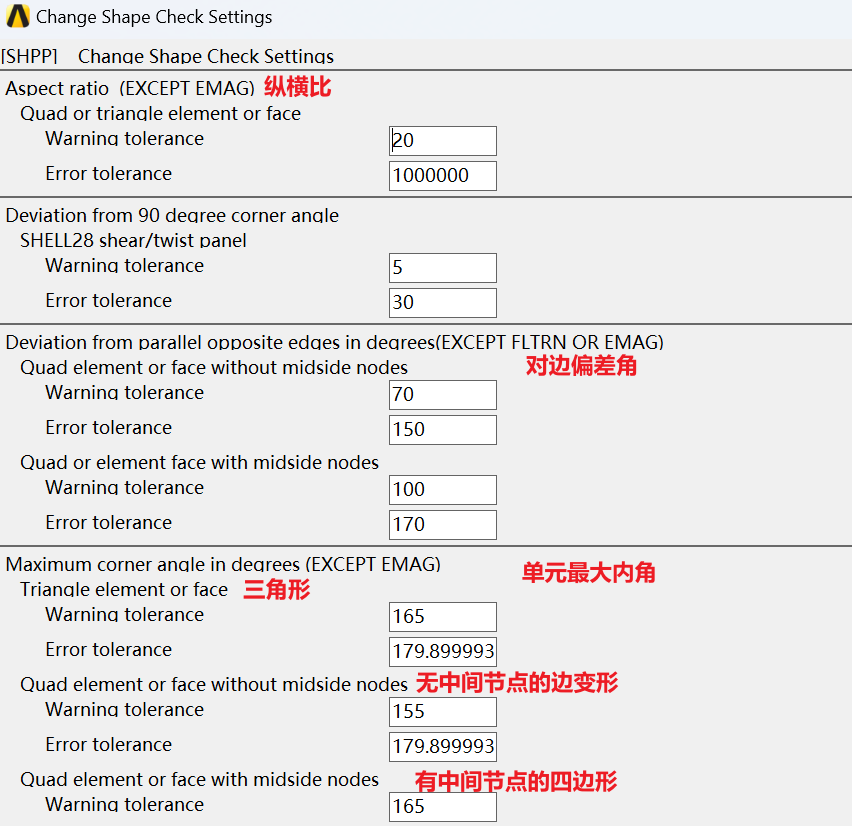 Change Shape Check Settings
[SHPP] Change Shape Check Settings
Aspect ratio (EXCEPT EMAG) 纵横比
Quad or triangle element or face
Warning tolerance 20
Error tolerance 1000000
Deviation from 90 degree corner angle
SHELL28 shear/twist panel
Warning tolerance 5
Error tolerance 30
Deviation from parallel opposite edges in degrees(EXCEPT FLTRN OR EMAG)
Quad element or face without midside nodes 对边偏差角
Warning tolerance 70
Error tolerance 150
Quad or element face with midside nodes
Warning tolerance 100
Error tolerance 170
Maximum corner angle in degrees (EXCEPT EMAG) 单元最大内角
Triangle element or face 三角形
Warning tolerance 165
Error tolerance 179.899993
Quad element or face without midside nodes 无中间节点的边变形
Warning tolerance 155
Error tolerance 179.899993
Quad element or face with midside nodes 有中间节点的四边形
Warning tolerance 165